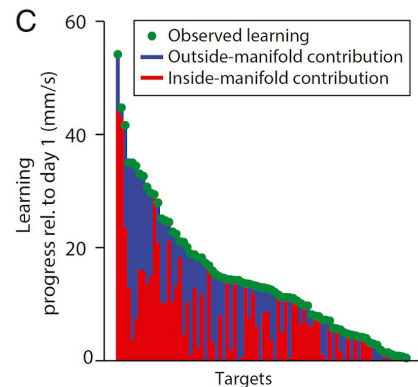 C
60
Observed learning
Outside-manifold contribution
Inside-manifold contribution
40
Learning
progress rel. to day 1 (mm/s)
20
0
Targets